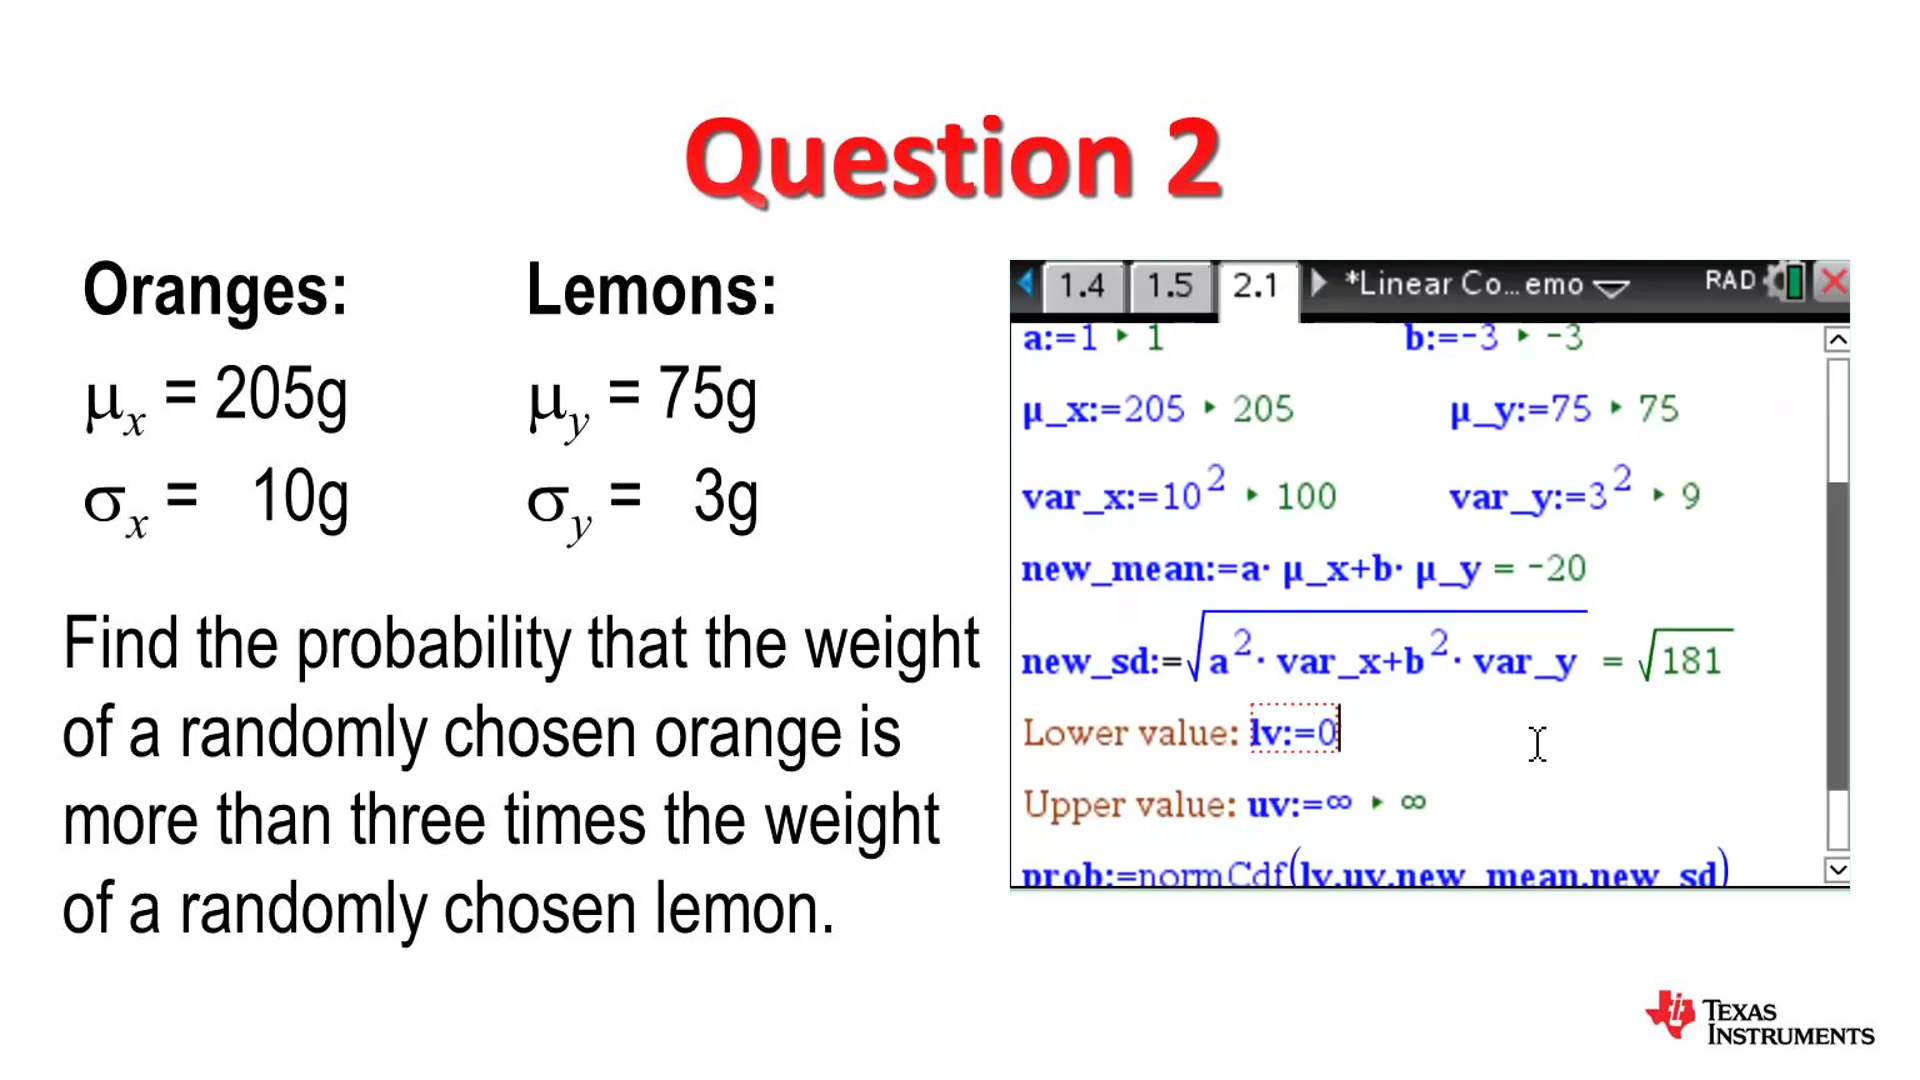 Question 2
Oranges:
μx = 205g
σx = 10g
Lemons:
μy = 75g
σy = 3g
Find the probability that the weight
of a randomly chosen orange is
more than three times the weight
of a randomly chosen lemon.
1.4 1.5 2.1 *Linear Co...emo RAD
a:=1 ▸ 1 b:=-3 ▸ -3
μ_x:=205 ▸ 205 μ_y:=75 ▸ 75
var_x:=10² ▸ 100 var_y:=3² ▸ 9
new_mean:=a· μ_x+b· μ_y = -20
new_sd:=√a²· var_x+b²· var_y = √181
Lower value: lv:=0
Upper value: uv:=∞ ▸ ∞
prob:=normCdf(lv,uv,new_mean,new_sd)
TEXAS
INSTRUMENTS